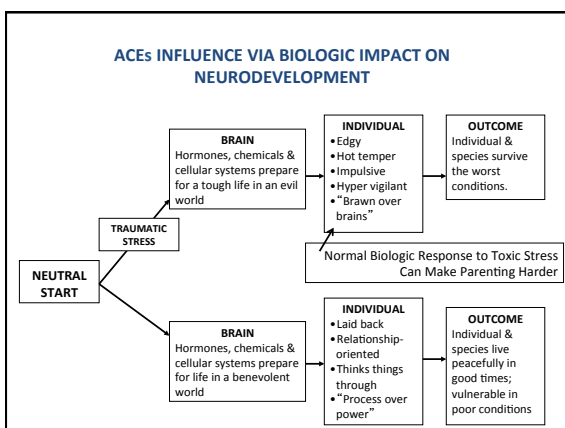 ACEs INFLUENCE VIA BIOLOGIC IMPACT ON
NEURODEVELOPMENT
BRAIN
Hormones, chemicals &
cellular systems prepare
for a tough life in an evil
world
INDIVIDUAL
•Edgy
•Hot temper
•Impulsive
•Hyper vigilant
•“Brawn over
brains”
OUTCOME
Individual &
species survive
the worst
conditions.
TRAUMATIC
STRESS
Normal Biologic Response to Toxic Stress
Can Make Parenting Harder
NEUTRAL
START
BRAIN
Hormones, chemicals &
cellular systems prepare
for life in a benevolent
world
INDIVIDUAL
•Laid back
•Relationship-
oriented
•Thinks things
through
•“Process over
power”
OUTCOME
Individual &
species live
peacefully in
good times;
vulnerable in
poor conditions